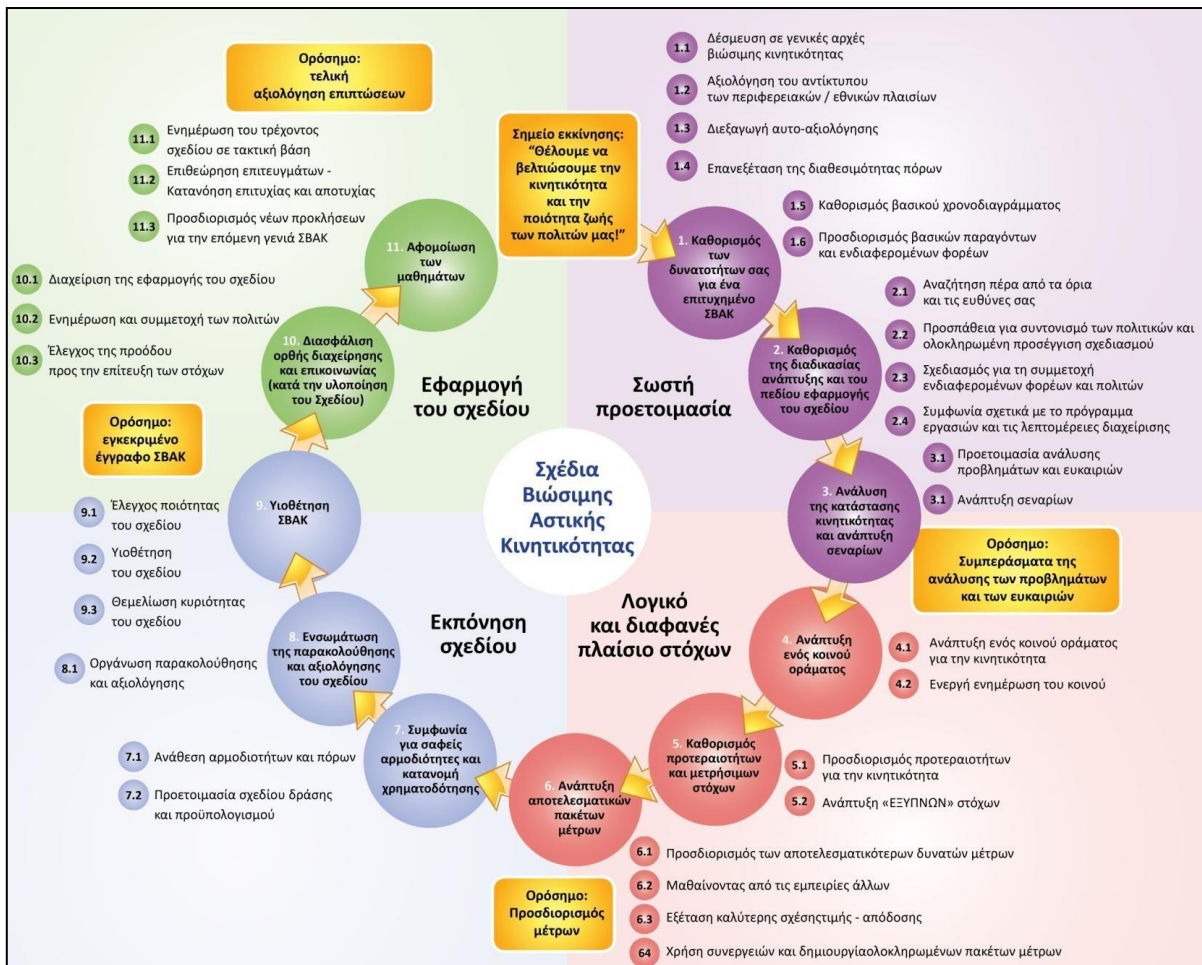 Ορόσημο:
τελική
αξιολόγηση επιπτώσεων
11.1 Ενημέρωση του τρέχοντος
σχεδίου σε τακτική βάση
11.2 Επιθεώρηση επιτευγμάτων -
Κατανόηση επιτυχίας και αποτυχίας
11.3 Προσδιορισμός νέων προκλήσεων
για την επόμενη γενιά ΣΒΑΚ
10.1 Διαχείριση της εφαρμογής του σχεδίου
10.2 Ενημέρωση και συμμετοχή των πολιτών
10.3 Έλεγχος της προόδου
προς την επίτευξη των στόχων
11. Αφομοίωση
των
μαθημάτων
10. Διασφάλιση
ορθής διαχείρησης
και επικοινωνίας
(κατά την υλοποίηση
του Σχεδίου)
Εφαρμογή
του σχεδίου
Σημείο εκκίνησης:
“Θέλουμε να
βελτιώσουμε την
κινητικότητα
και την
ποιότητα ζωής
των πολιτών μας!”
1.1 Δέσμευση σε γενικές αρχές
βιώσιμης κινητικότητας
1.2 Αξιολόγηση του αντίκτυπου
των περιφερειακών / εθνικών πλαισίων
1.3 Διεξαγωγή αυτο-αξιολόγησης
1.4 Επανεξέταση της διαθεσιμότητας πόρων
1.5 Καθορισμός βασικού χρονοδιαγράμματος
1.6 Προσδιορισμός βασικών παραγόντων
και ενδιαφερομένων φορέων
1. Καθορισμός
των
δυνατοτήτων σας
για ένα
επιτυχημένο
ΣΒΑΚ
2.1 Αναζήτηση πέρα από τα όρια
και τις ευθύνες σας
2.2 Προσπάθεια για συντονισμό των πολιτικών και
ολοκληρωμένη προσέγγιση σχεδιασμού
2.3 Σχεδιασμός για τη συμμετοχή
ενδιαφερομένων φορέων και πολιτών
2.4 Συμφωνία σχετικά με το πρόγραμμα
εργασιών και τις λεπτομέρειες διαχείρισης
2. Καθορισμός
της διαδικασίας
ανάπτυξης και του
πεδίου εφαρμογής
του σχεδίου
Σωστή
προετοιμασία
3.1 Προετοιμασία ανάλυσης
προβλημάτων και ευκαιριών
3.1 Ανάπτυξη σεναρίων
3. Ανάλυση
της κατάστασης
κινητικότητας
και ανάπτυξη
σεναρίων
Ορόσημο:
εγκεκριμένο
έγγραφο ΣΒΑΚ
9.1 Έλεγχος ποιότητας
του σχεδίου
9.2 Υιοθέτηση
του σχεδίου
9.3 Θεμελίωση κυριότητας
του σχεδίου
9. Υιοθέτηση
ΣΒΑΚ
Σχέδια
Βιώσιμης
Αστικής
Κινητικότητας
Ορόσημο:
Συμπεράσματα της
ανάλυσης των προβλημάτων
και των ευκαιριών
8. Ενσωμάτωση
της παρακολούθησης
και αξιολόγησης
του σχεδίου
8.1 Οργάνωση παρακολούθησης
και αξιολόγησης
Εκπόνηση
σχεδίου
Λογικό
και διαφανές
πλαίσιο στόχων
4. Ανάπτυξη
ενός κοινού
οράματος
4.1 Ανάπτυξη ενός κοινού οράματος
για την κινητικότητα
4.2 Ενεργή ενημέρωση του κοινού
7.1 Ανάθεση αρμοδιοτήτων και πόρων
7.2 Προετοιμασία σχεδίου δράσης
και προϋπολογισμού
7. Συμφωνία
για σαφείς
αρμοδιότητες και
κατανομή
χρηματοδότησης
5. Καθορισμός
προτεραιοτήτων
και μετρήσιμων
στόχων
5.1 Προσδιορισμός προτεραιοτήτων
για την κινητικότητα
5.2 Ανάπτυξη «ΕΞΥΠΝΩΝ» στόχων
6. Ανάπτυξη
αποτελεσματικών
πακέτων
μέτρων
6.1 Προσδιορισμός των αποτελεσματικότερων δυνατών μέτρων
6.2 Μαθαίνοντας από τις εμπειρίες άλλων
6.3 Εξέταση καλύτερης σχέσηςτιμής - απόδοσης
64 Χρήση συνεργειών και δημιουργίαολοκληρωμένων πακέτων μέτρων
Ορόσημο:
Προσδιορισμός
μέτρων